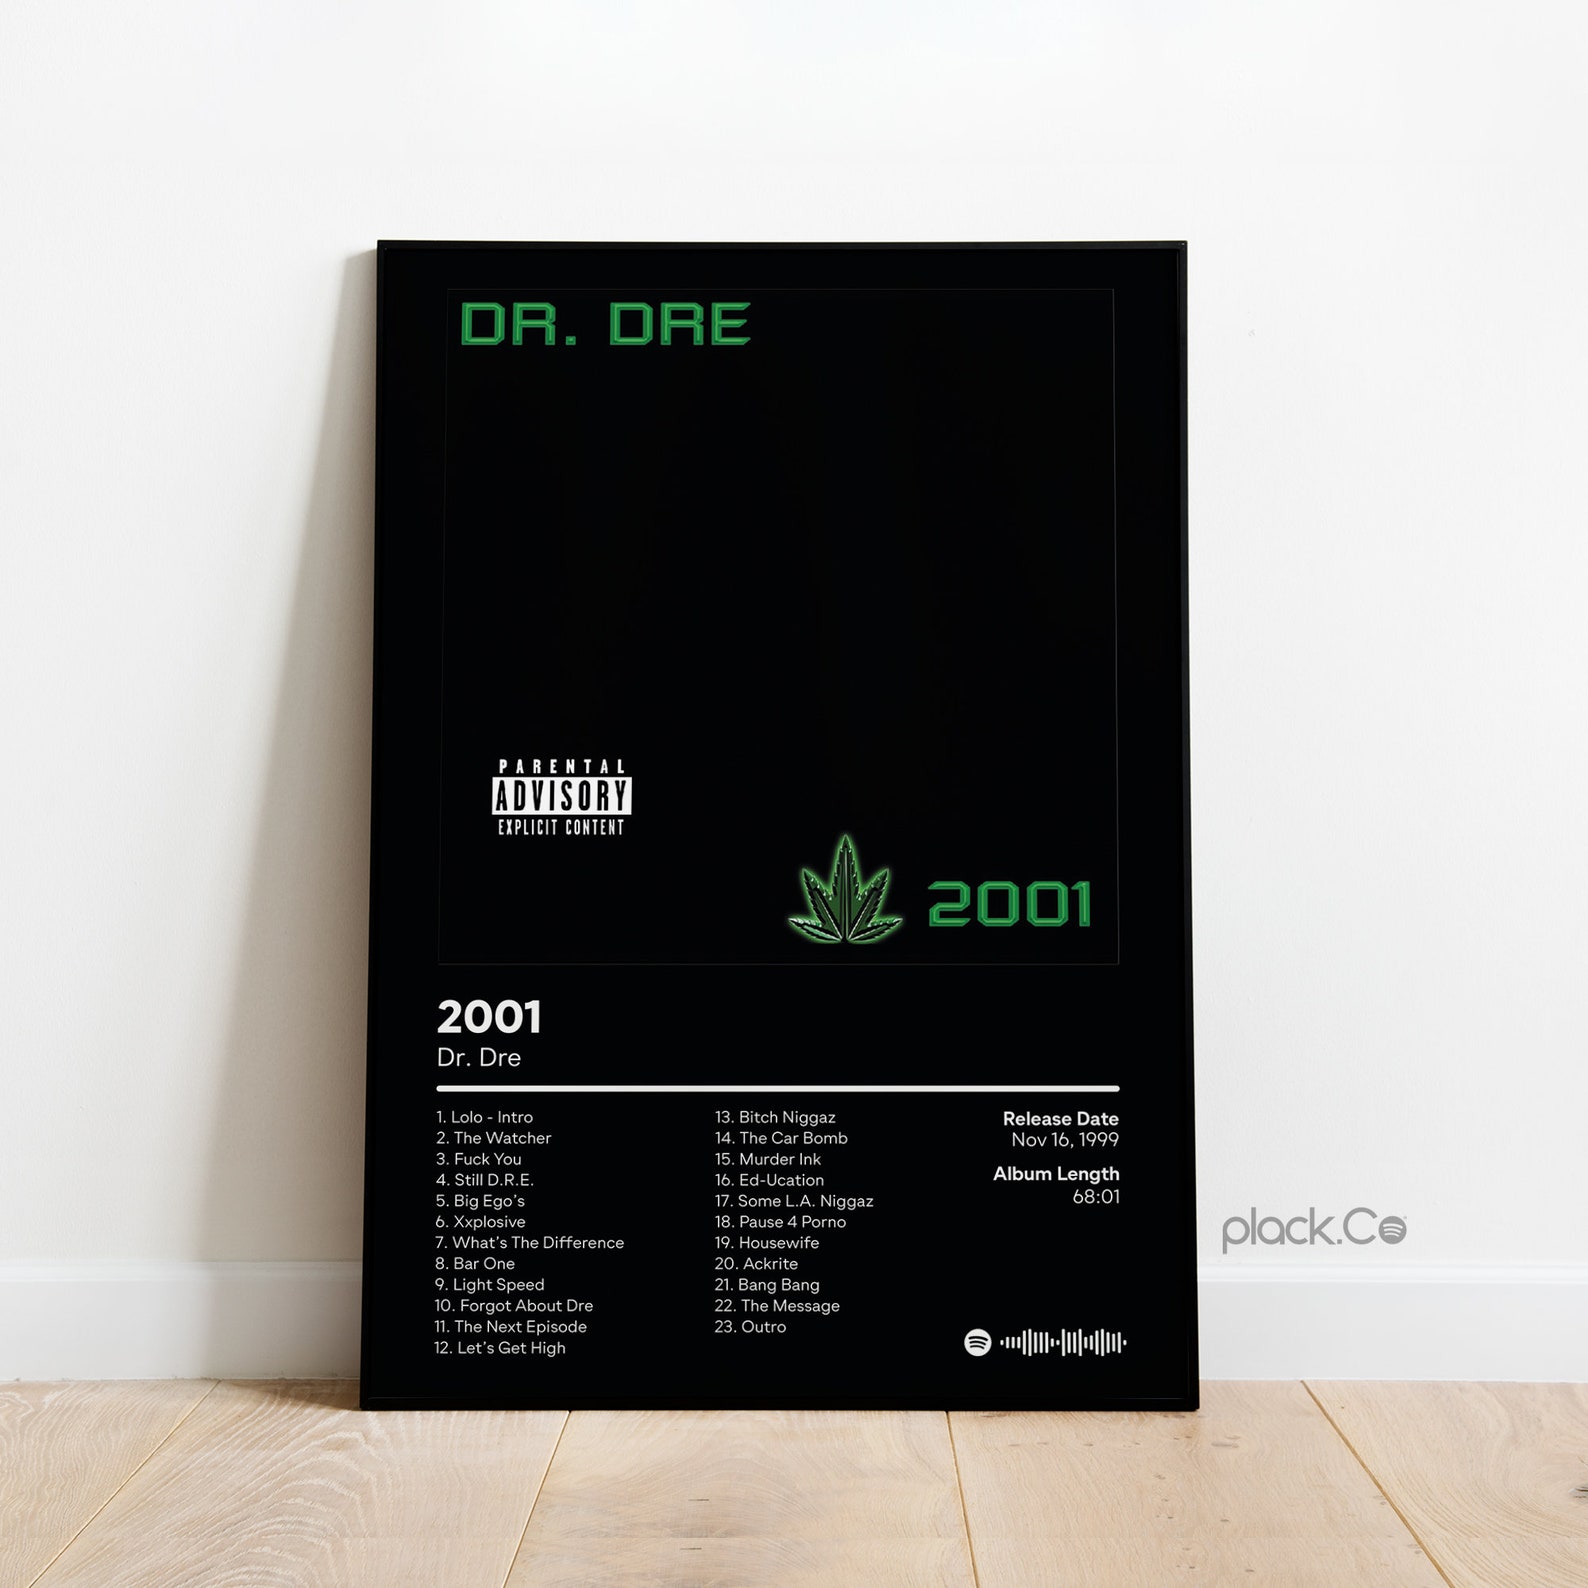 DR. DRE
PARENTAL
ADVISORY
EXPLICIT CONTENT
2001
2001
Dr. Dre
1. Lolo - Intro
2. The Watcher
3. Fuck You
4. Still D.R.E.
5. Big Ego's
6. Xxplosive
7. What's The Difference
8. Bar One
9. Light Speed
10. Forgot About Dre
11. The Next Episode
12. Let's Get High
13. Bitch Niggaz
14. The Car Bomb
15. Murder Ink
16. Ed-Ucation
17. Some L.A. Niggaz
18. Pause 4 Porno
19. Housewife
20. Ackrite
21. Bang Bang
22. The Message
23. Outro
Release Date
Nov 16, 1999
Album Length
68:01
plack.Co